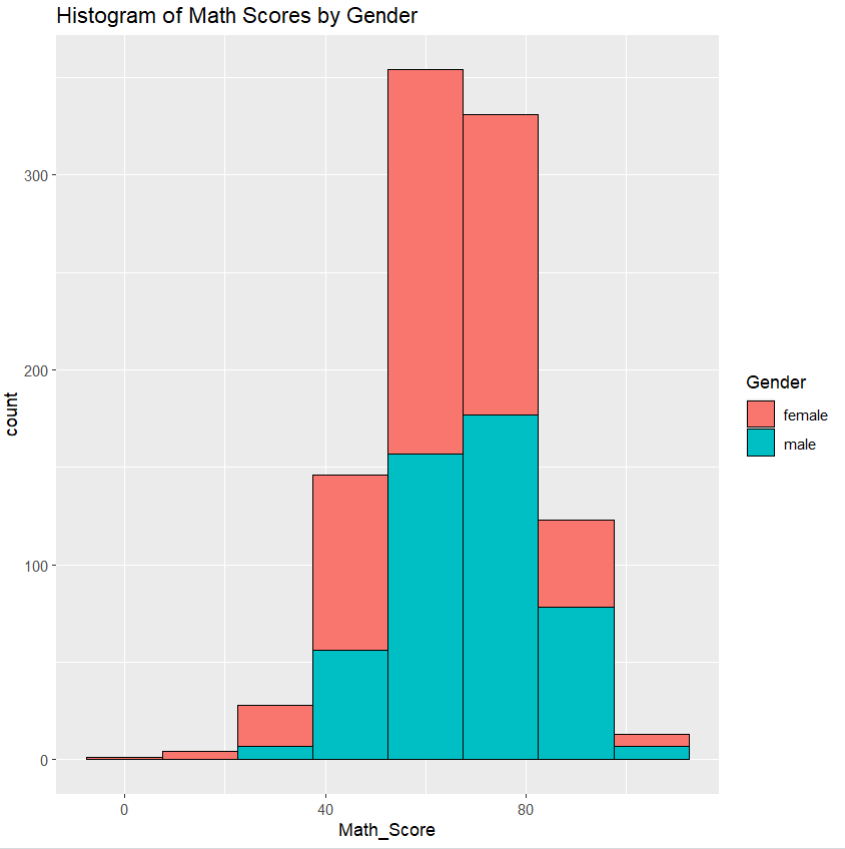 Histogram of Math Scores by Gender
300
200
100
0
count
0 40 80
Math_Score
Gender
female
male